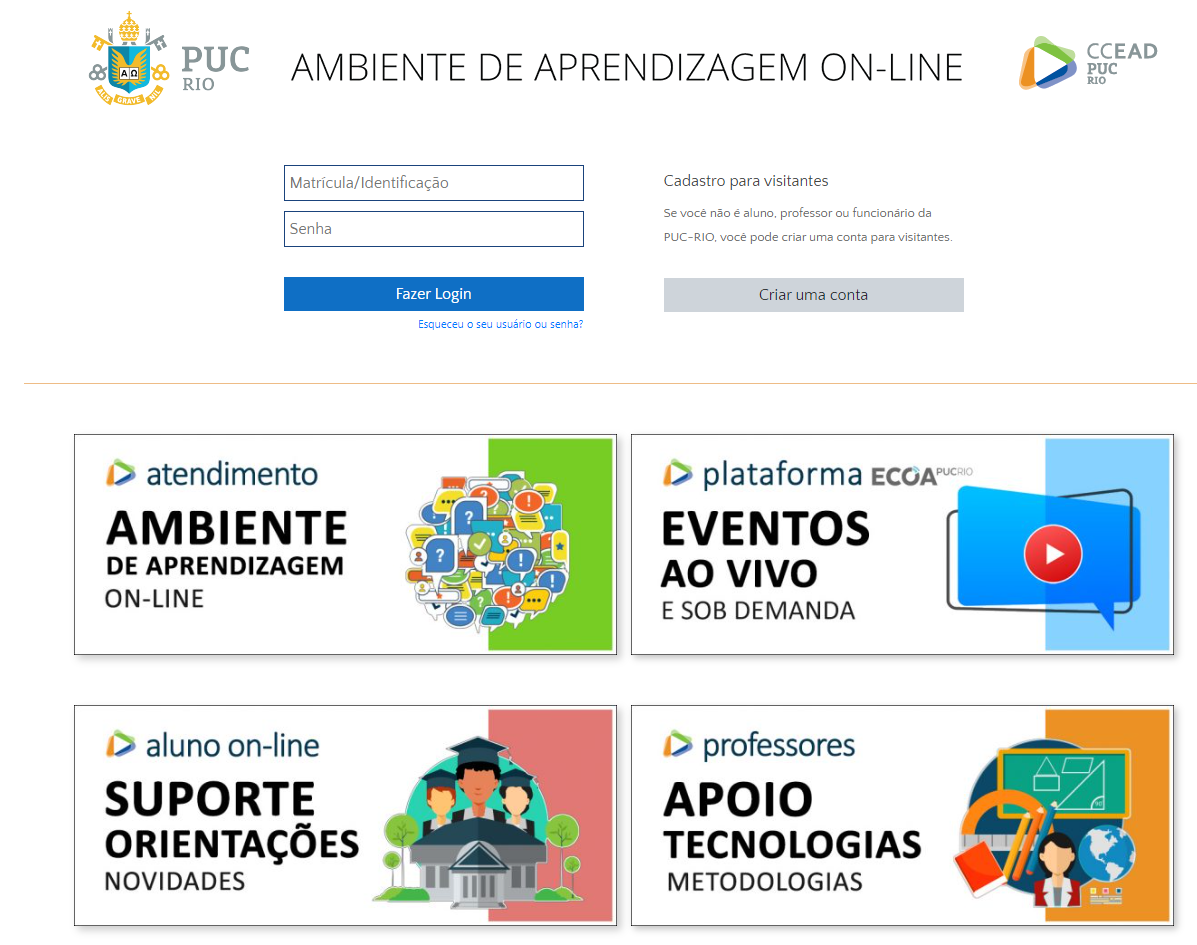 PUC
RIO
ΑΩ
ALIS GRAVE NIL
AMBIENTE DE APRENDIZAGEM ON-LINE
CCEAD
PUC
RIO
Matrícula/Identificação
Senha
Fazer Login
Esqueceu o seu usuário ou senha?
Cadastro para visitantes
Se você não é aluno, professor ou funcionário da
PUC-RIO, você pode criar uma conta para visitantes.
Criar uma conta
atendimento
AMBIENTE
DE APRENDIZAGEM
ON-LINE
plataforma ECOA PUCRIO
EVENTOS
AO VIVO
E SOB DEMANDA
aluno on-line
SUPORTE
ORIENTAÇÕES
NOVIDADES
professores
APOIO
TECNOLOGIAS
METODOLOGIAS
90°